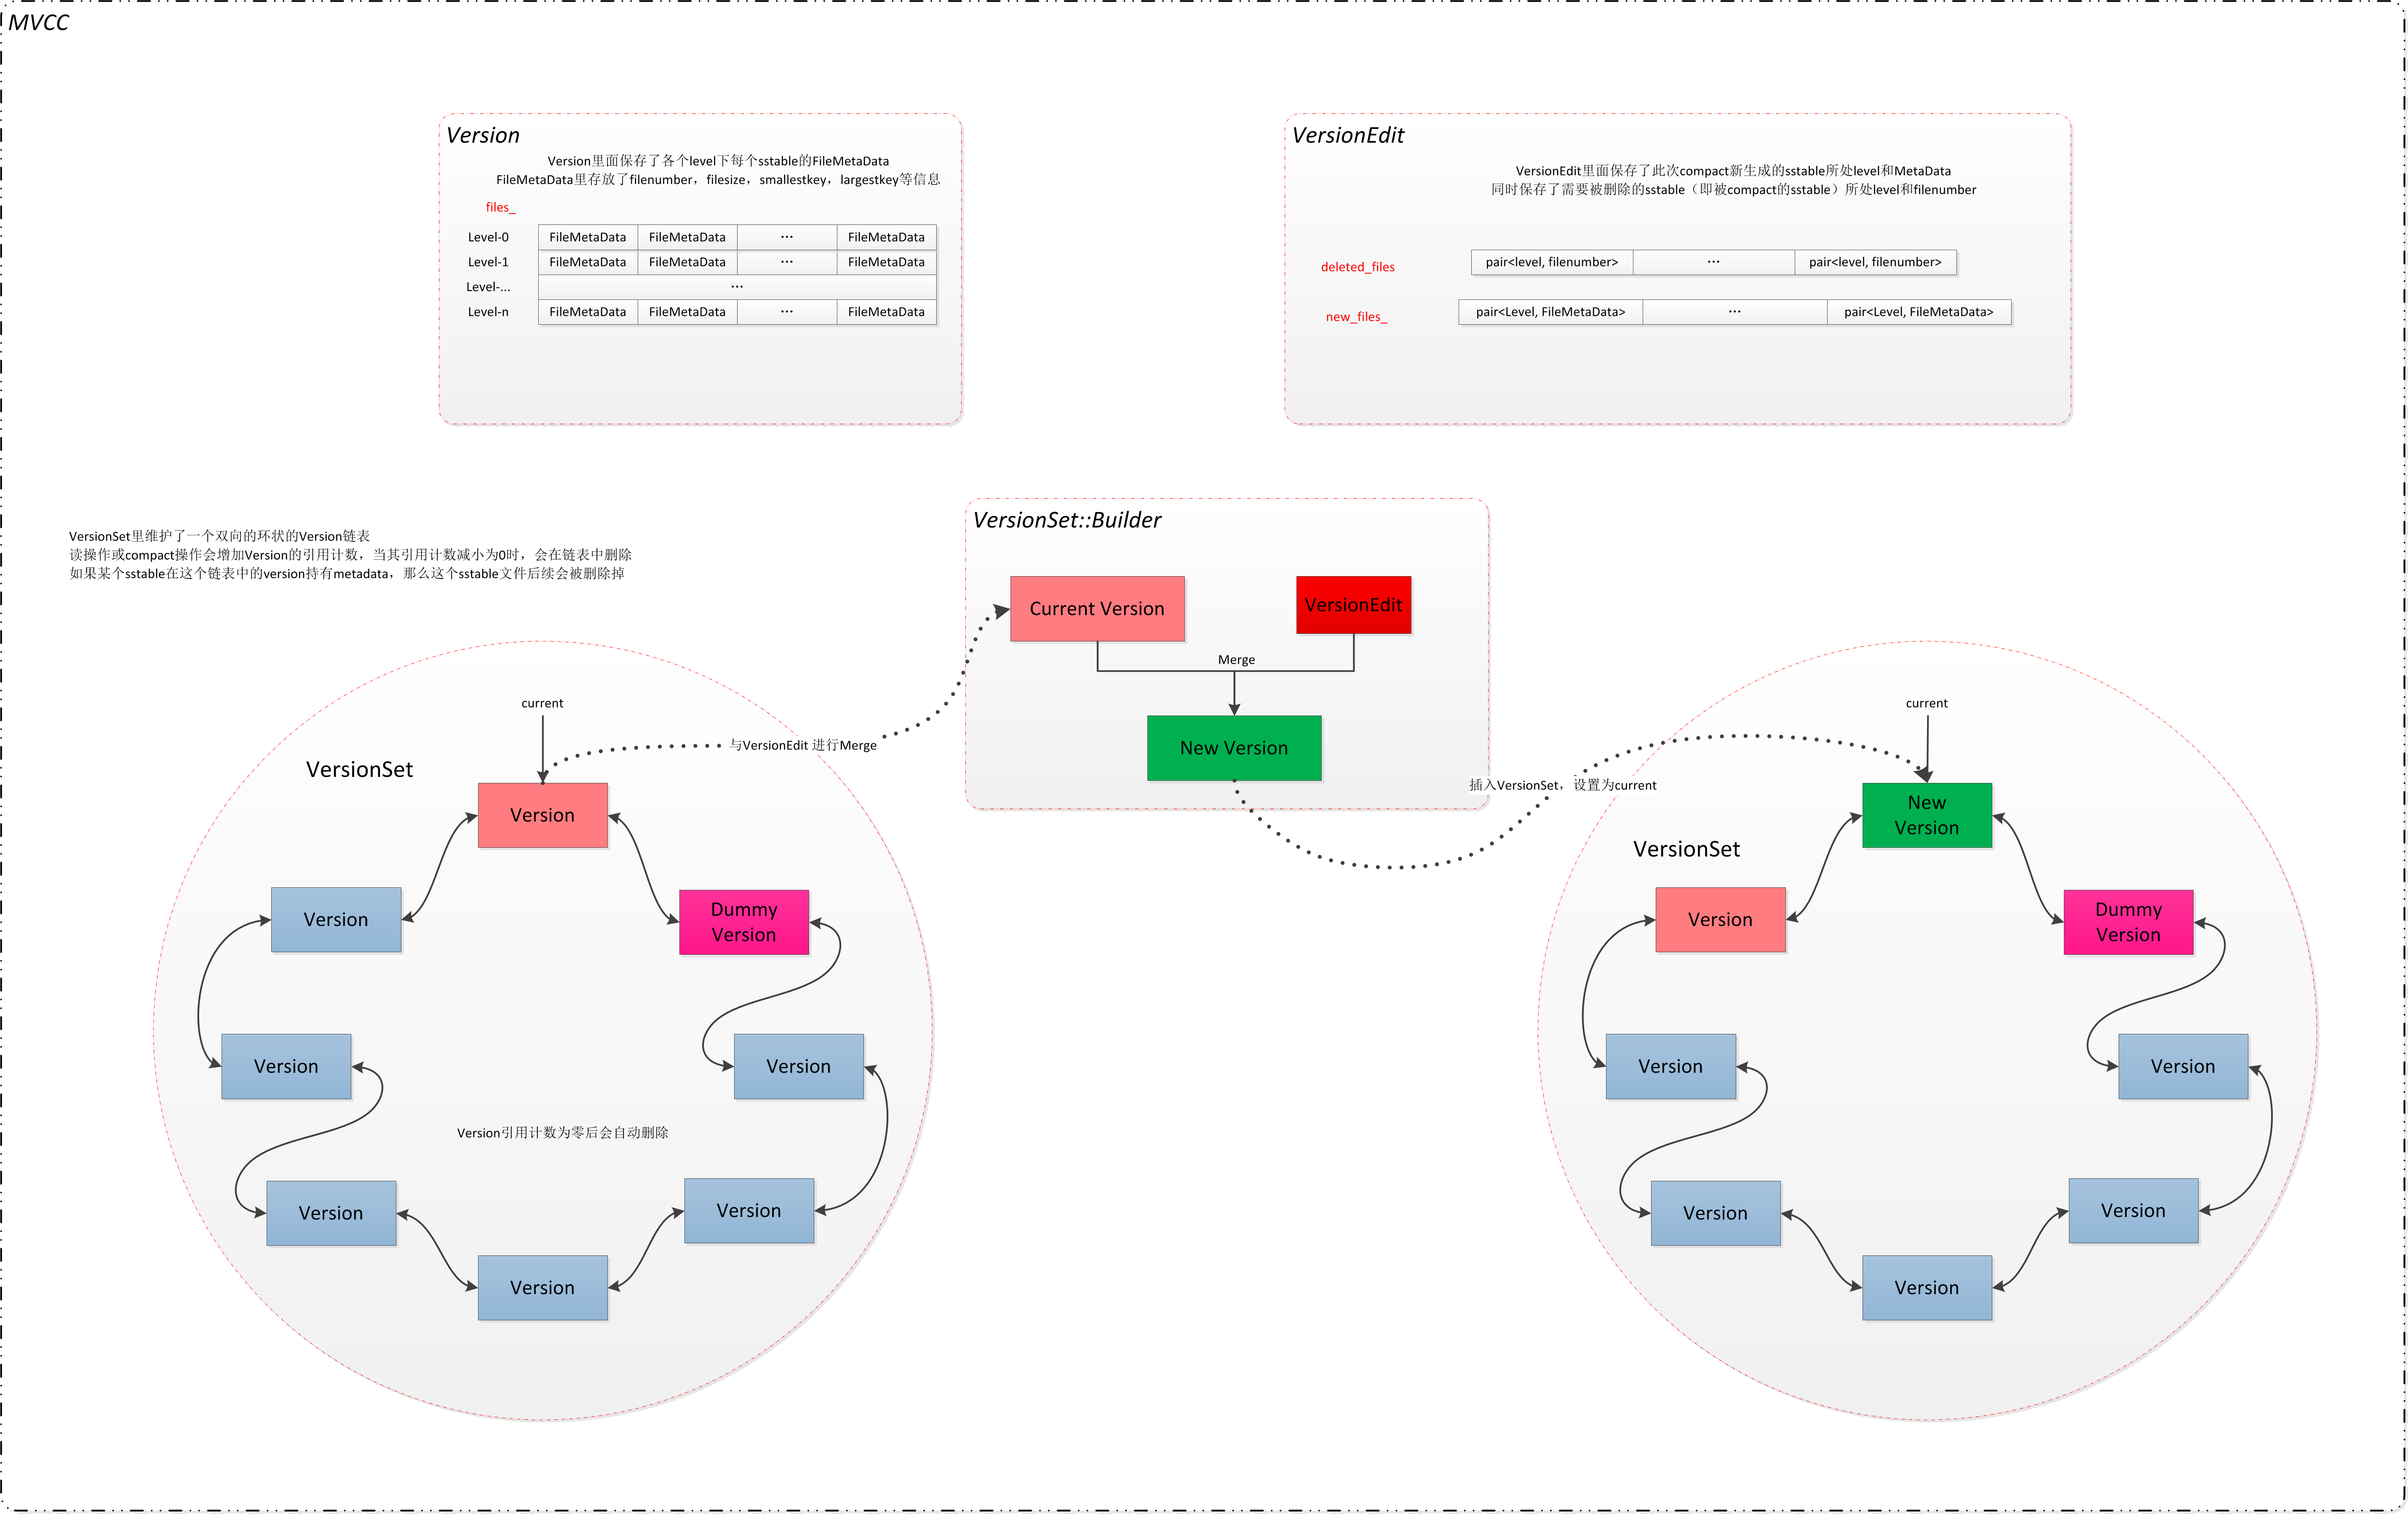 MVCC
Version
Version里面保存了各个level下每个sstable的FileMetaData
FileMetaData里存放了filenumber，filesize，smallestkey，largestkey等信息
files_
Level-0 FileMetaData FileMetaData ... FileMetaData
Level-1 FileMetaData FileMetaData ... FileMetaData
Level-... ...
Level-n FileMetaData FileMetaData ... FileMetaData
VersionEdit
VersionEdit里面保存了此次compact新生成的sstable所处level和MetaData
同时保存了需要被删除的sstable（即被compact的sstable）所处level和filenumber
deleted_files pair<level, filenumber> ... pair<level, filenumber>
new_files_ pair<Level, FileMetaData> ... pair<Level, FileMetaData>
VersionSet里维护了一个双向的环状的Version链表
读操作或compact操作会增加Version的引用计数，当其引用计数减小为0时，会在链表中删除
如果某个sstable在这个链表中的version持有metadata，那么这个sstable文件后续会被删除掉
VersionSet::Builder
Current Version
VersionEdit
Merge
New Version
current
VersionSet
与VersionEdit 进行Merge
Version
Version
Dummy
Version
Version
Version
Version引用计数为零后会自动删除
Version
Version
Version
current
插入VersionSet，设置为current
New
Version
VersionSet
Version
Dummy
Version
Version
Version
Version
Version
Version